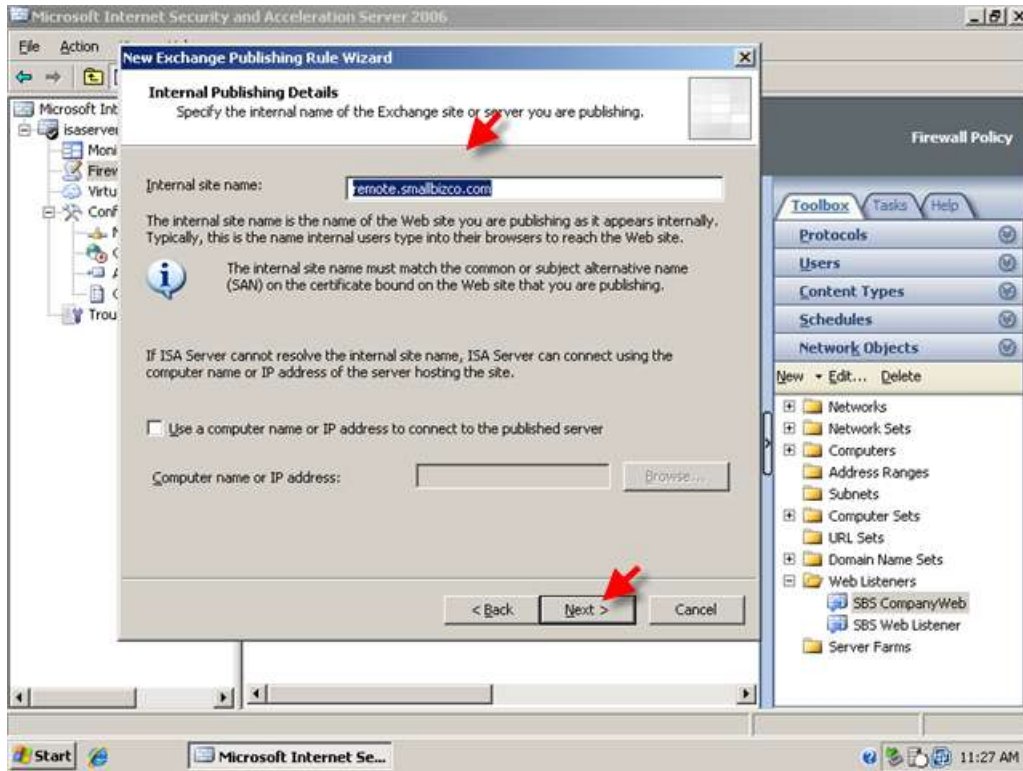 Microsoft Internet Security and Acceleration Server 2006
File Action
New Exchange Publishing Rule Wizard
Internal Publishing Details
Specify the internal name of the Exchange site or server you are publishing.
Internal site name:
remote.smallbizco.com
The internal site name is the name of the Web site you are publishing as it appears internally.
Typically, this is the name internal users type into their browsers to reach the Web site.
The internal site name must match the common or subject alternative name
(SAN) on the certificate bound on the Web site that you are publishing.
If ISA Server cannot resolve the internal site name, ISA Server can connect using the
computer name or IP address of the server hosting the site.
Use a computer name or IP address to connect to the published server
Computer name or IP address:
Browse...
< Back
Next >
Cancel
Microsoft Int
isaserver
Moni
Firew
Virtu
Conf
Trou
Firewall Policy
Toolbox Tasks Help
Protocols
Users
Content Types
Schedules
Network Objects
New Edit... Delete
Networks
Network Sets
Computers
Address Ranges
Subnets
Computer Sets
URL Sets
Domain Name Sets
Web Listeners
SBS CompanyWeb
SBS Web Listener
Server Farms
Start
Microsoft Internet Se...
11:27 AM